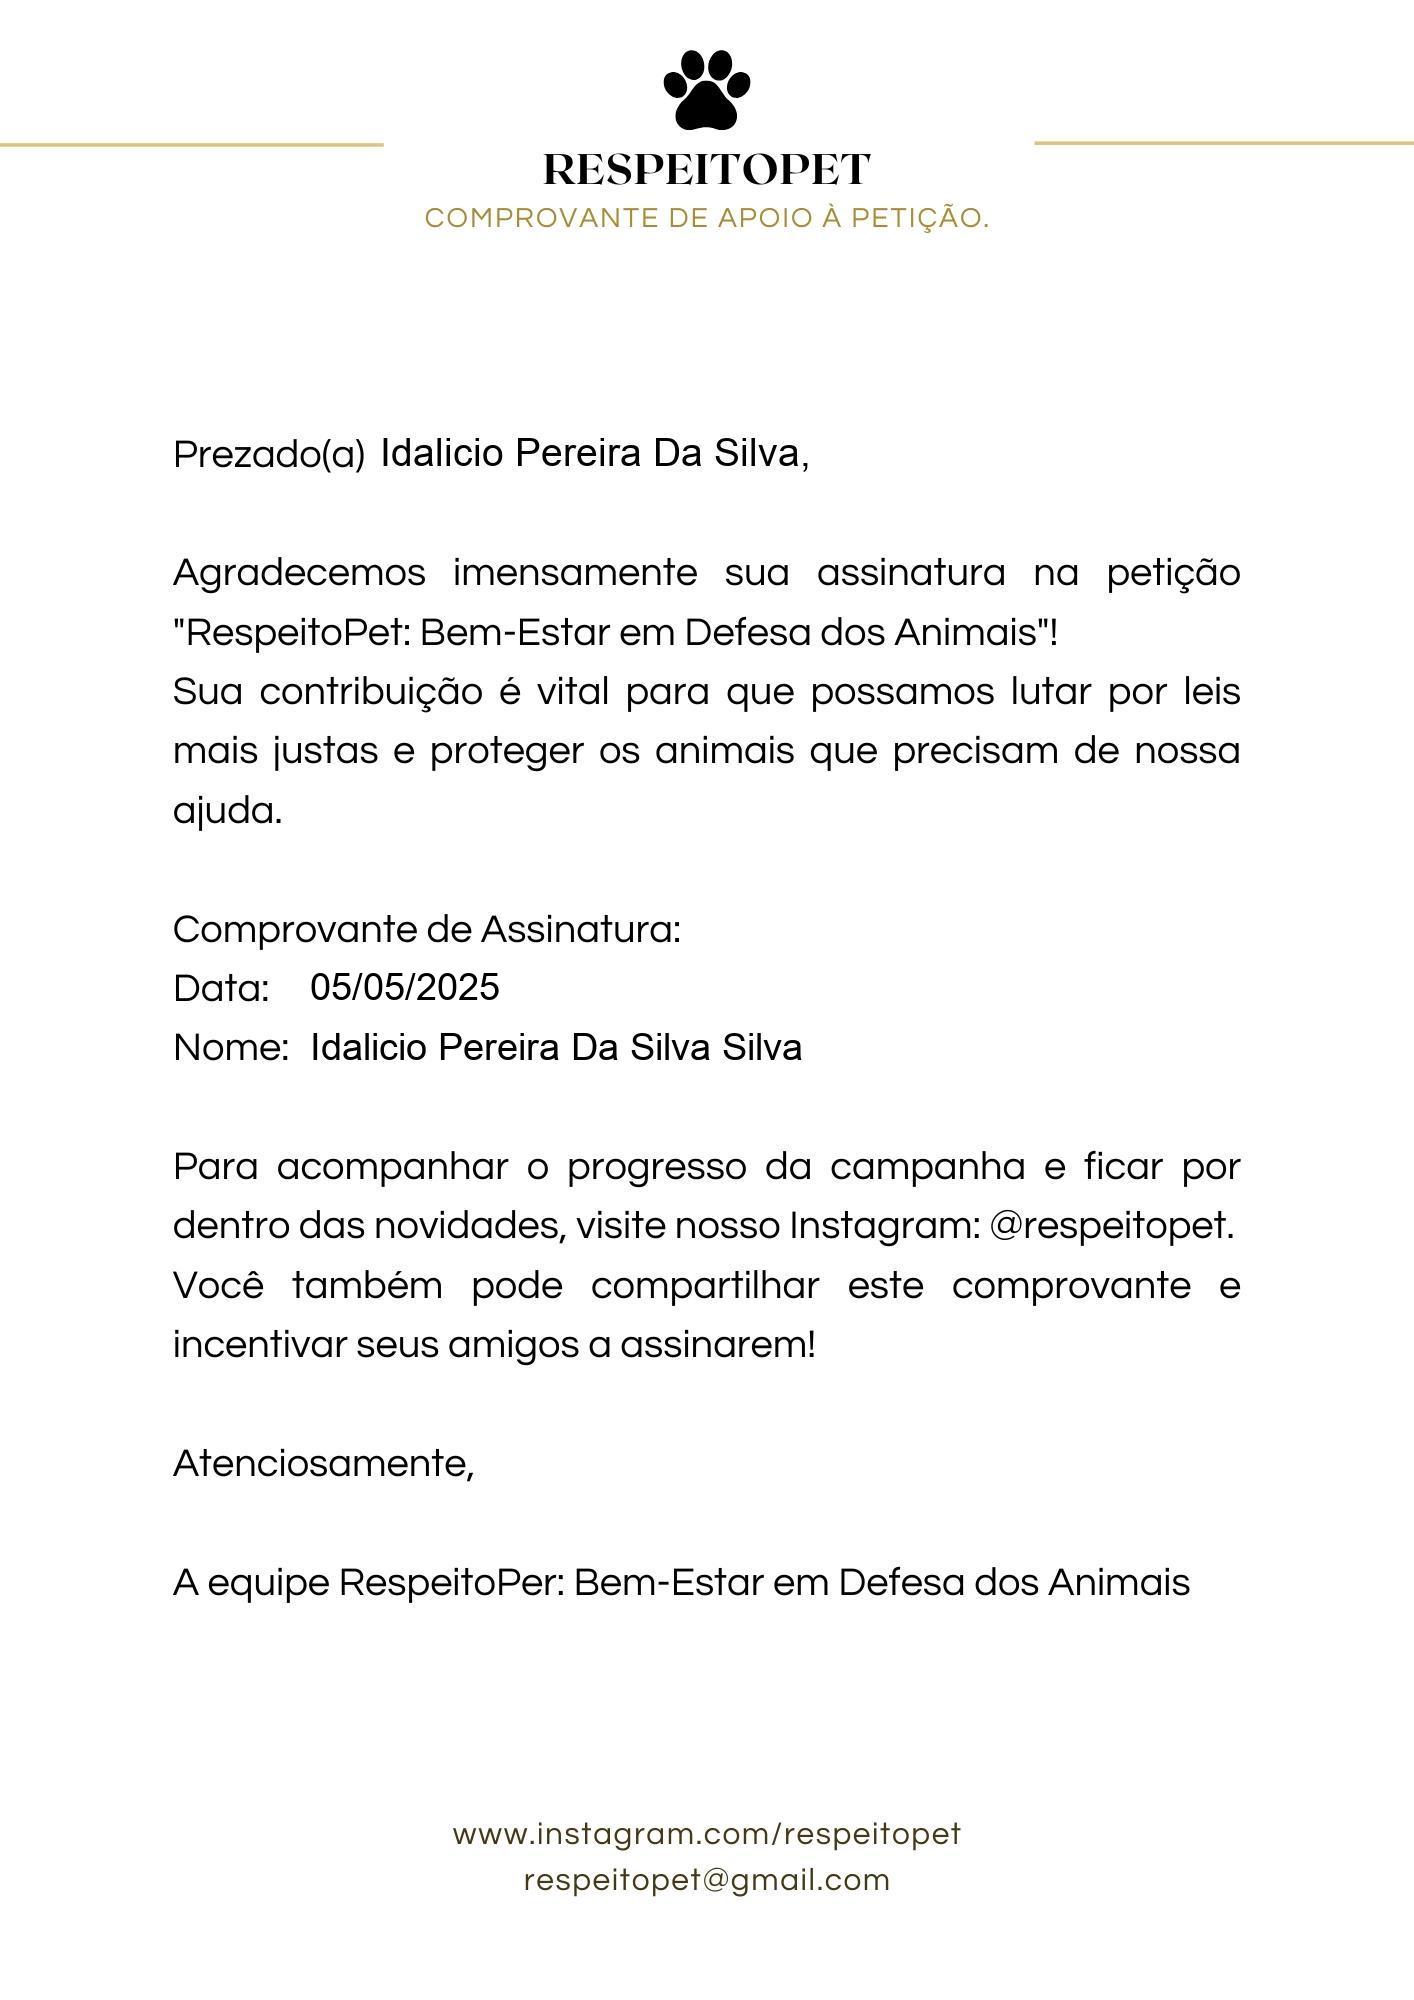 RESPEITOPET
COMPROVANTE DE APOIO À PETIÇÃO.
Prezado(a) Idalicio Pereira Da Silva,
Agradecemos imensamente sua assinatura na petição
"RespeitoPet: Bem-Estar em Defesa dos Animais"!
Sua contribuição é vital para que possamos lutar por leis
mais justas e proteger os animais que precisam de nossa
ajuda.
Comprovante de Assinatura:
Data: 05/05/2025
Nome: Idalicio Pereira Da Silva Silva
Para acompanhar o progresso da campanha e ficar por
dentro das novidades, visite nosso Instagram: @respeitopet.
Você também pode compartilhar este comprovante e
incentivar seus amigos a assinarem!
Atenciosamente,
A equipe RespeitoPer: Bem-Estar em Defesa dos Animais
www.instagram.com/respeitopet
respeitopet@gmail.com